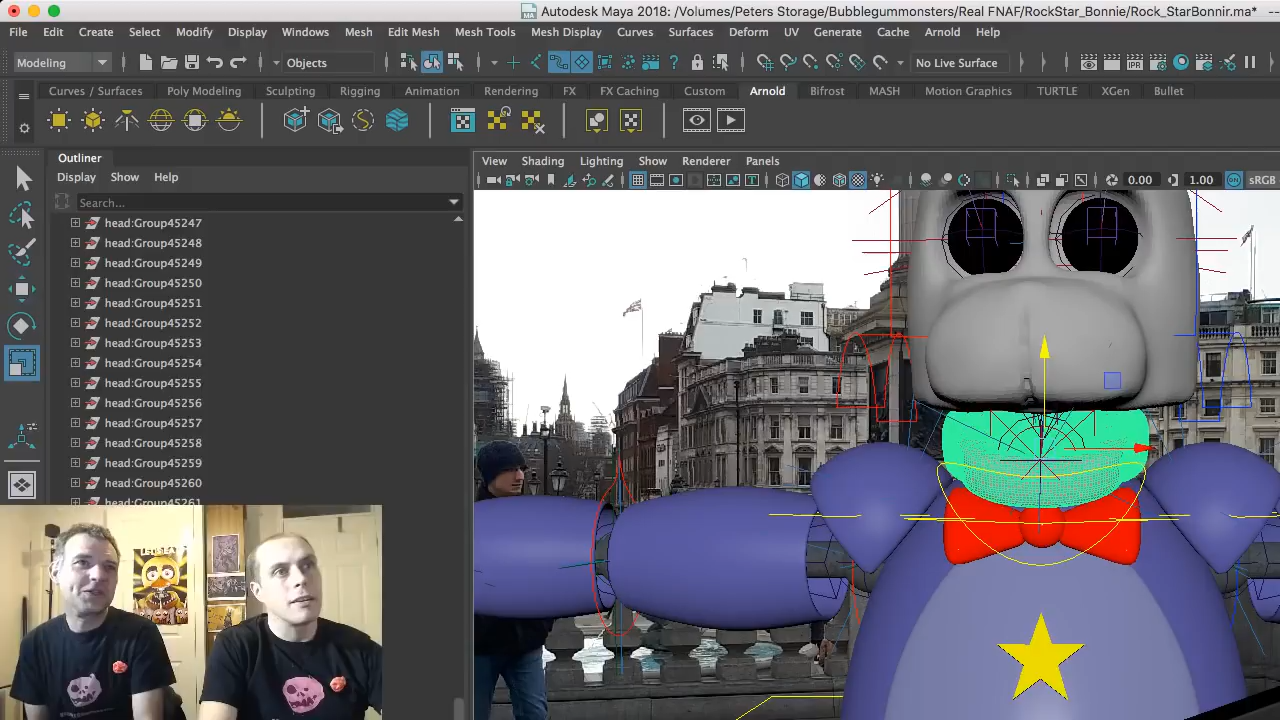 Autodesk Maya 2018: /Volumes/Peters Storage/Bubblegummonsters/Real FNAF/RockStar_Bonnie/Rock_StarBonnir.ma* --
File Edit Create Select Modify Display Windows Mesh Edit Mesh Mesh Tools Mesh Display Curves Surfaces Deform UV Generate Cache Arnold Help
Modeling Objects No Live Surface
Curves / Surfaces Poly Modeling Sculpting Rigging Animation Rendering FX FX Caching Custom Arnold Bifrost MASH Motion Graphics TURTLE XGen Bullet
Outliner
Display Show Help
Search...
View Shading Lighting Show Renderer Panels
0.00 1.00 sRGB
head:Group45247
head:Group45248
head:Group45249
head:Group45250
head:Group45251
head:Group45252
head:Group45253
head:Group45254
head:Group45255
head:Group45256
head:Group45257
head:Group45258
head:Group45259
head:Group45260
head:Group45261